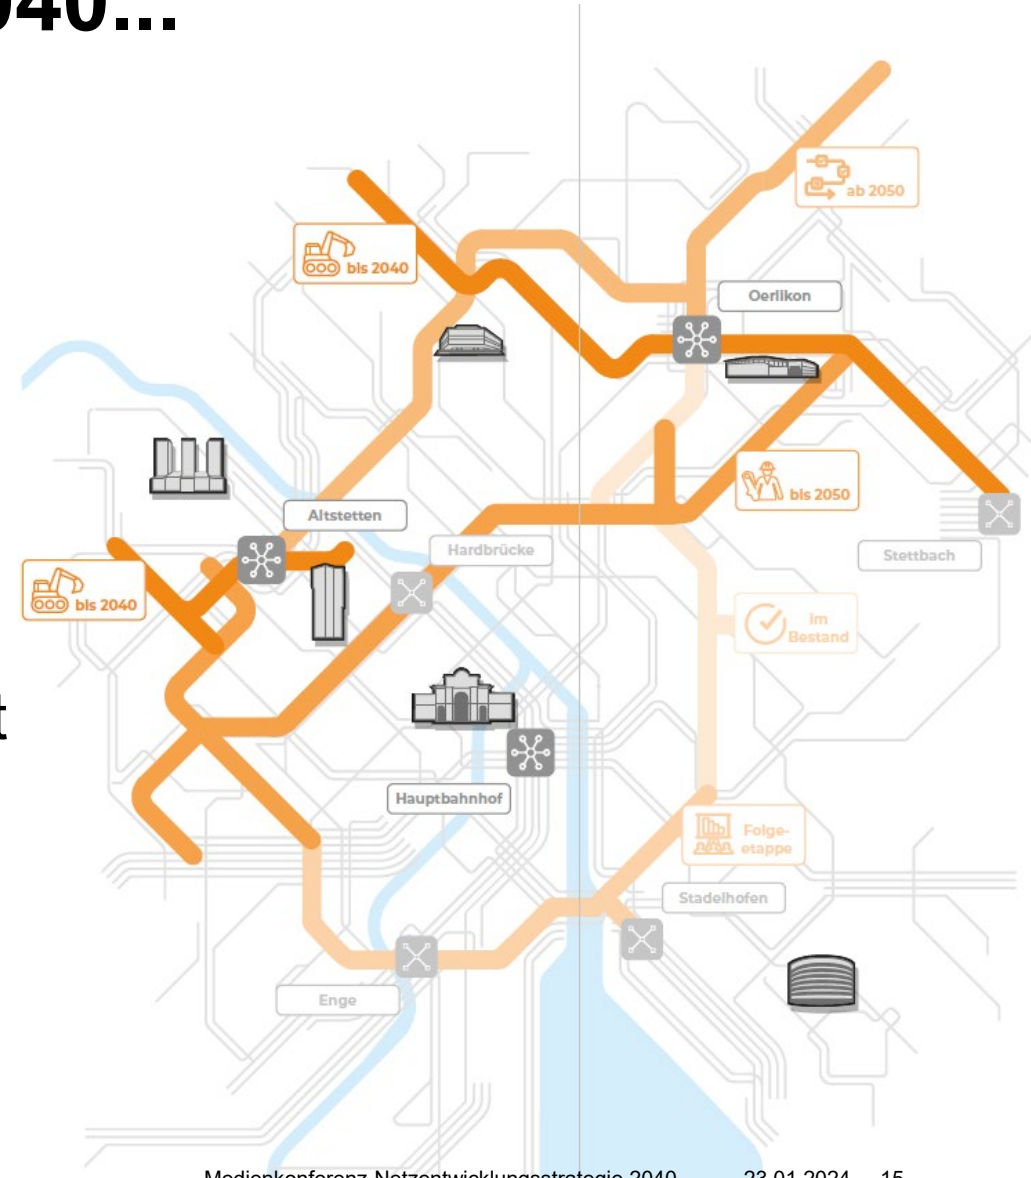 040...
ab 2050
bis 2040
Oerlikon
bis 2050
Altstetten
Hardbrücke
Stettbach
bis 2040
Im
Bestand
t
Hauptbahnhof
Folge-
etappe
Stadelhofen
Enge
Medienkonferenz Netzentwicklungsstrategie 2040 23.01.2024 15